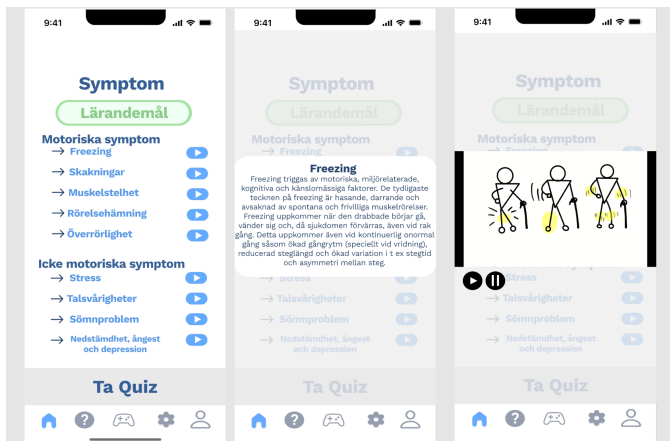 9:41
Symptom
Lärandemål
Motoriska symptom
→ Freezing
→ Skakningar
→ Muskelstelhet
→ Rörelsehämning
→ Överrörlighet
Icke motoriska symptom
→ Stress
→ Talsvårigheter
→ Sömnproblem
→ Nedstämdhet, ångest
och depression
Ta Quiz
9:41
Symptom
Lärandemål
Motoriska symptom
→ Freezing
Freezing
Freezing triggas av motoriska, miljörelaterade,
kognitiva och känslomässiga faktorer. De tydligaste
tecknen på freezing är hasande, darrande och
avsaknad av spontana och frivilliga muskelrörelser.
Freezing uppkommer när den drabbade börjar gå,
vänder sig och, då sjukdomen förvärras, även vid rak
gång. Detta uppkommer även vid kontinuerlig onormal
gång såsom ökad gångrytm (speciellt vid vridning),
reducerad steglängd och ökad variation i t ex stegtid
och asymmetri mellan steg.
→ Stress
→ Talsvårigheter
→ Sömnproblem
→ Nedstämdhet, ångest
och depression
Ta Quiz
9:41
Symptom
Lärandemål
Motoriska symptom
→ Freezing
→ Stress
→ Talsvårigheter
→ Sömnproblem
→ Nedstämdhet, ångest
och depression
Ta Quiz